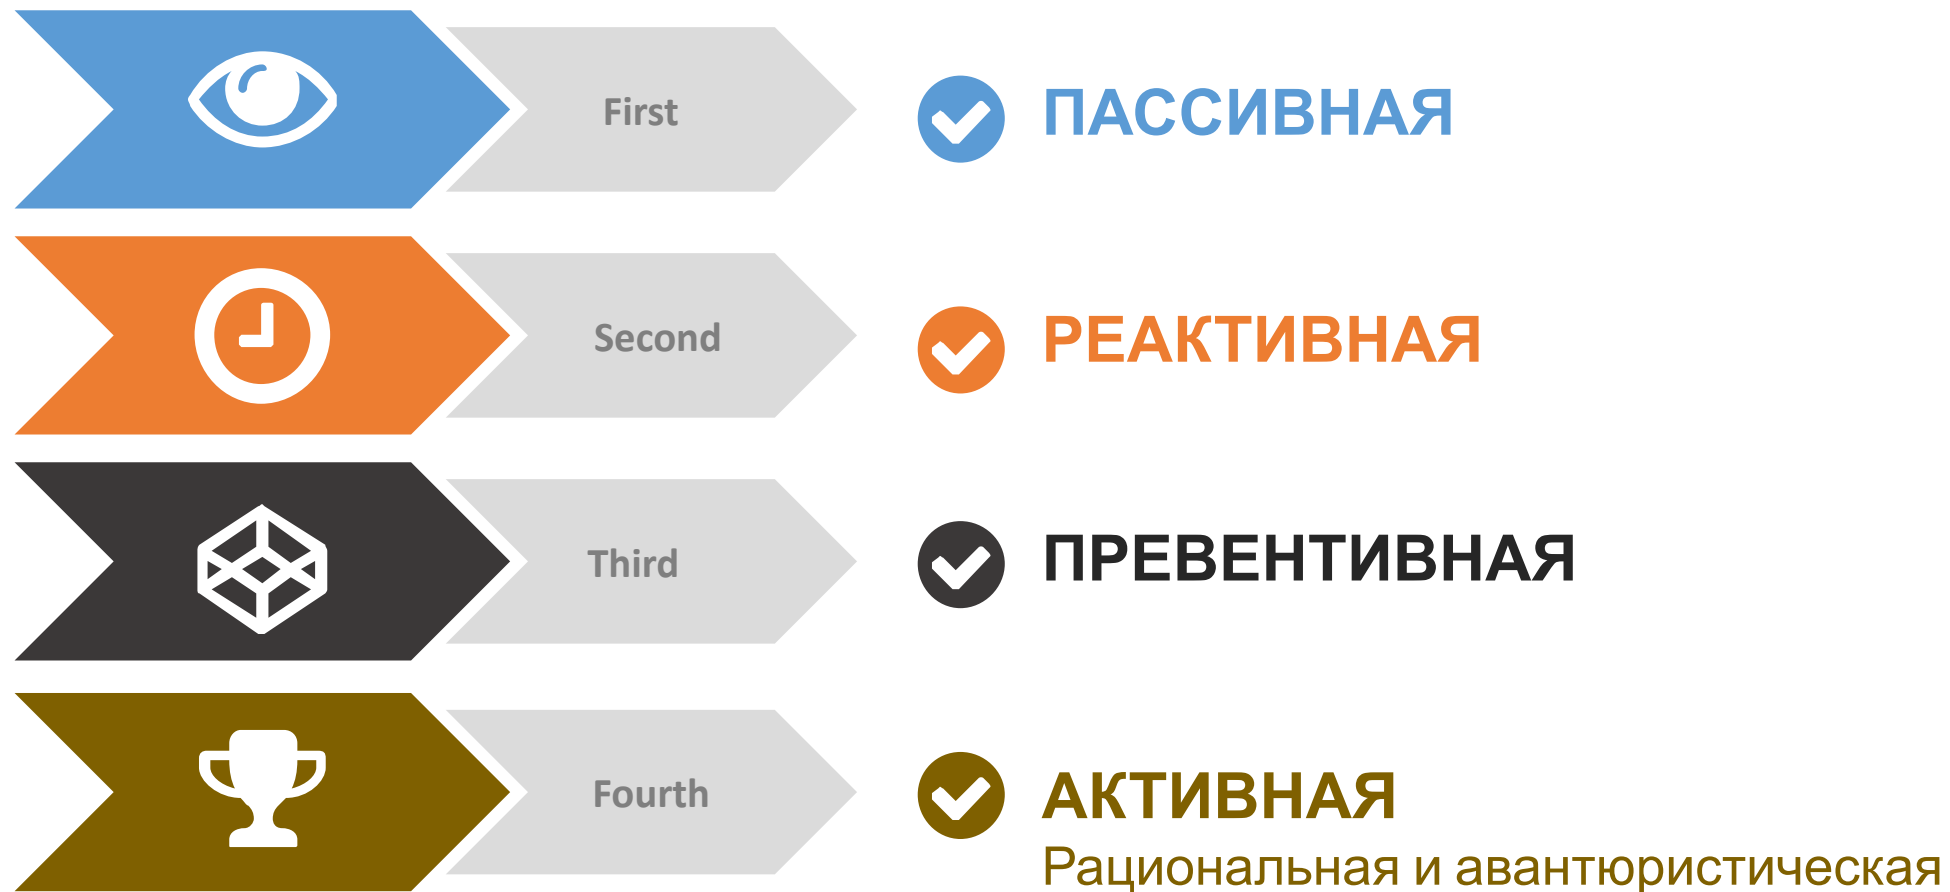 First
ПАССИВНАЯ
Second
РЕАКТИВНАЯ
Third
ПРЕВЕНТИВНАЯ
Fourth
АКТИВНАЯ
Рациональная и авантюристическая